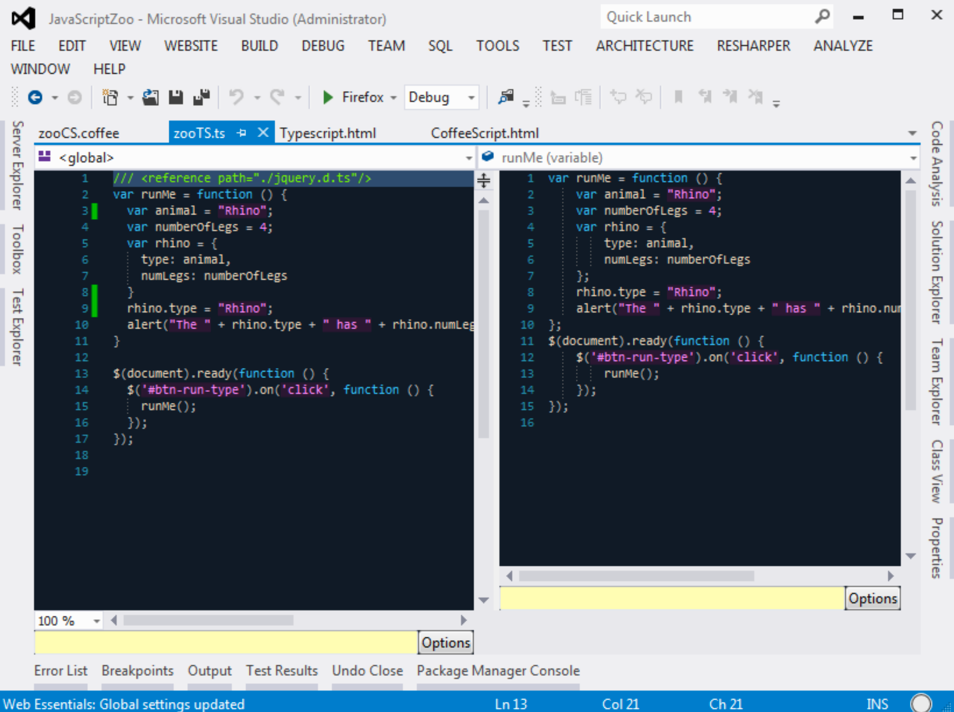 JavaScriptZoo - Microsoft Visual Studio (Administrator)
Quick Launch
FILE EDIT VIEW WEBSITE BUILD DEBUG TEAM SQL TOOLS TEST ARCHITECTURE RESHARPER ANALYZE
WINDOW HELP
Firefox Debug
Server Explorer
Toolbox
Test Explorer
zooCS.coffee zooTS.ts Typescript.html CoffeeScript.html
<global>
1 /// <reference path="./jquery.d.ts"/>
2 var runMe = function () {
3 var animal = "Rhino";
4 var numberOfLegs = 4;
5 var rhino = {
6 type: animal,
7 numLegs: numberOfLegs
8 }
9 rhino.type = "Rhino";
10 alert("The " + rhino.type + " has " + rhino.numLeg
11 }
12
13 $(document).ready(function () {
14 $('#btn-run-type').on('click', function () {
15 runMe();
16 });
17 });
18
19
100 %
Options
runMe (variable)
1 var runMe = function () {
2 var animal = "Rhino";
3 var numberOfLegs = 4;
4 var rhino = {
5 type: animal,
6 numLegs: numberOfLegs
7 };
8 rhino.type = "Rhino";
9 alert("The " + rhino.type + " has " + rhino.num
10 };
11 $(document).ready(function () {
12 $('#btn-run-type').on('click', function () {
13 runMe();
14 });
15 });
16
Options
Code Analysis
Solution Explorer
Team Explorer
Class View
Properties
Error List Breakpoints Output Test Results Undo Close Package Manager Console
Web Essentials: Global settings updated Ln 13 Col 21 Ch 21 INS